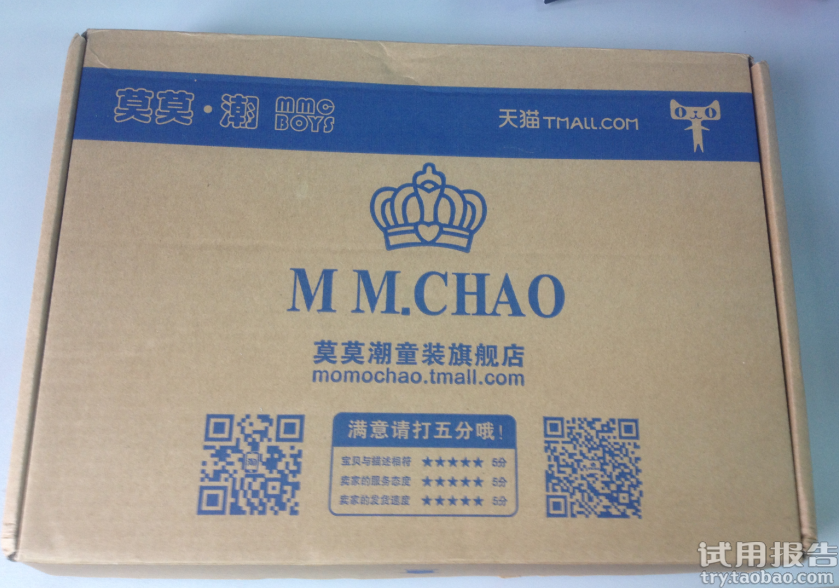 莫莫·潮 MMC BOYS
天猫 TMALL.COM
M M.CHAO
莫莫潮童装旗舰店
momochao.tmall.com
满意请打五分哦!
宝贝与描述相符 ★★★★★ 5分
卖家的服务态度 ★★★★★ 5分
卖家的发货速度 ★★★★★ 5分
试用报告
try.taobao.com